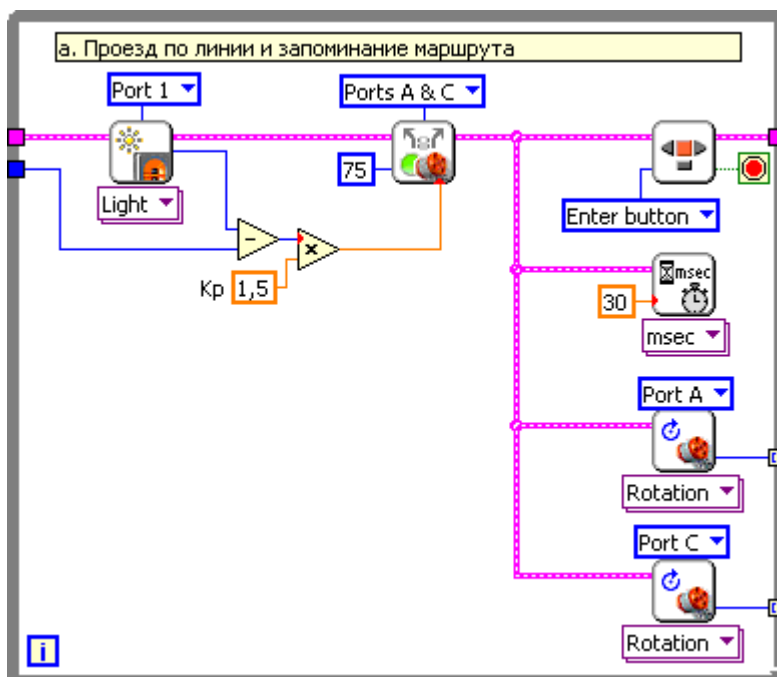 а. Проезд по линии и запоминание маршрута
Port 1
Ports A & C
75
Light
Enter button
Kp 1,5
msec
30
msec
Port A
Rotation
Port C
Rotation
i